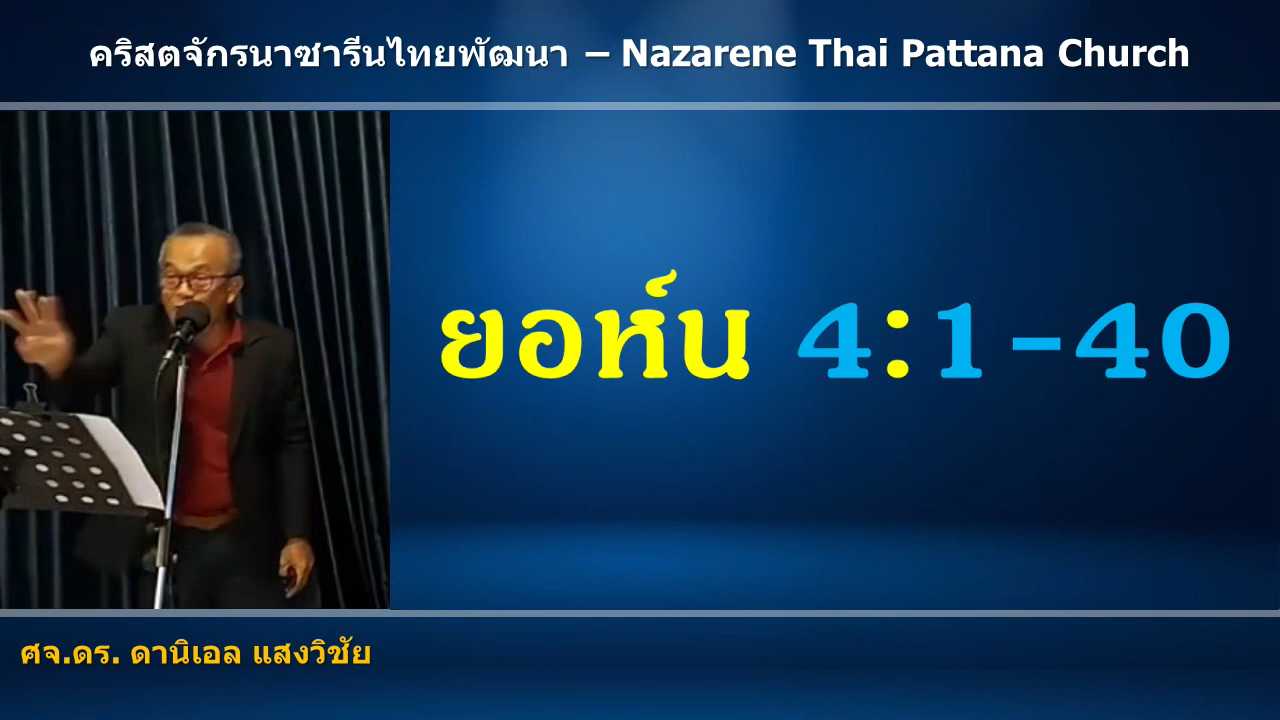 คริสตจักรนาซารีนไทยพัฒนา – Nazarene Thai Pattana Church
ยอห์น 4:1-40
ศจ.ดร. ดานิเอล แสงวิชัย